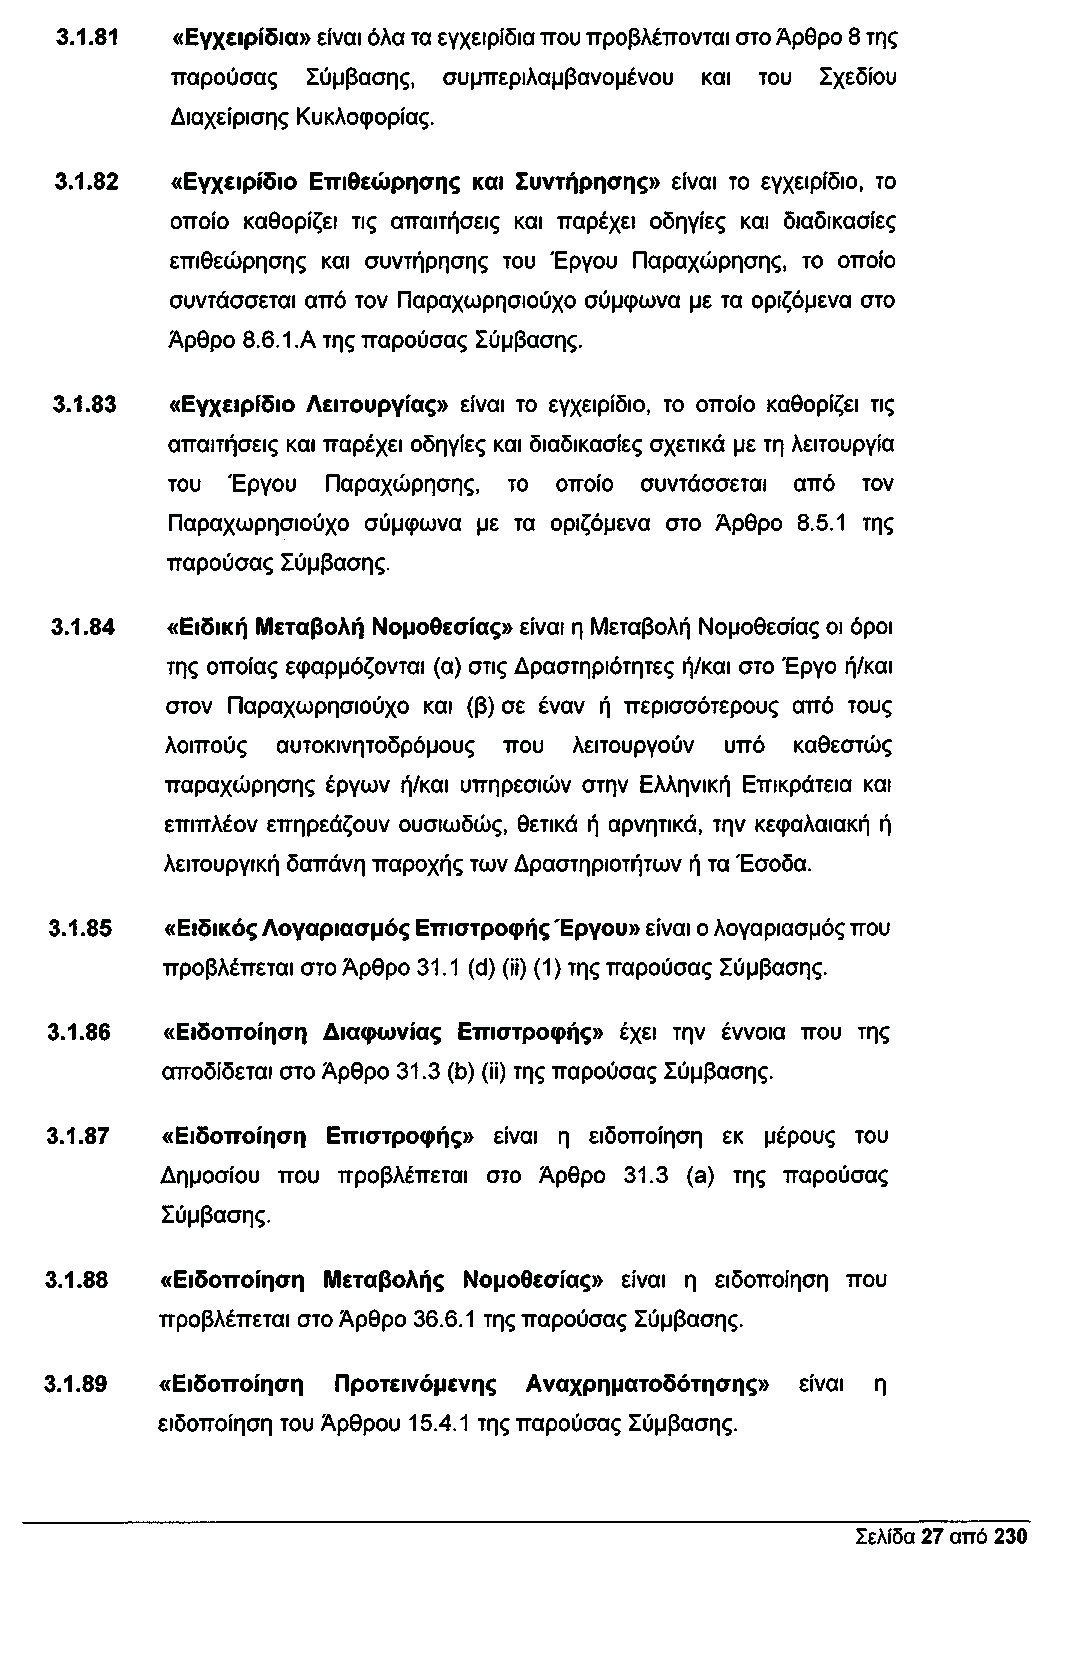 3.1.81 «Εγχειρίδια» είναι όλα τα εγχειρίδια που προβλέπονται στο Άρθρο 8 της
παρούσας Σύμβασης, συμπεριλαμβανομένου και του Σχεδίου
Διαχείρισης Κυκλοφορίας.
3.1.82 «Εγχειρίδιο Επιθεώρησης και Συντήρησης» είναι το εγχειρίδιο, το
οποίο καθορίζει τις απαιτήσεις και παρέχει οδηγίες και διαδικασίες
επιθεώρησης και συντήρησης του Έργου Παραχώρησης, το οποίο
συντάσσεται από τον Παραχωρησιούχο σύμφωνα με τα οριζόμενα στο
Άρθρο 8.6.1.Α της παρούσας Σύμβασης.
3.1.83 «Εγχειρίδιο Λειτουργίας» είναι το εγχειρίδιο, το οποίο καθορίζει τις
απαιτήσεις και παρέχει οδηγίες και διαδικασίες σχετικά με τη λειτουργία
του Έργου Παραχώρησης, το οποίο συντάσσεται από τον
Παραχωρησιούχο σύμφωνα με τα οριζόμενα στο Άρθρο 8.5.1 της
παρούσας Σύμβασης.
3.1.84 «Ειδική Μεταβολή Νομοθεσίας» είναι η Μεταβολή Νομοθεσίας οι όροι
της οποίας εφαρμόζονται (α) στις Δραστηριότητες ή/και στο Έργο ή/και
στον Παραχωρησιούχο και (β) σε έναν ή περισσότερους από τους
λοιπούς αυτοκινητοδρόμους που λειτουργούν υπό καθεστώς
παραχώρησης έργων ή/και υπηρεσιών στην Ελληνική Επικράτεια και
επιπλέον επηρεάζουν ουσιωδώς, θετικά ή αρνητικά, την κεφαλαιακή ή
λειτουργική δαπάνη παροχής των Δραστηριοτήτων ή τα Έσοδα.
3.1.85 «Ειδικός Λογαριασμός Επιστροφής Έργου» είναι ο λογαριασμός που
προβλέπεται στο Άρθρο 31.1 (d) (ii) (1) της παρούσας Σύμβασης.
3.1.86 «Ειδοποίηση Διαφωνίας Επιστροφής» έχει την έννοια που της
αποδίδεται στο Άρθρο 31.3 (b) (ii) της παρούσας Σύμβασης.
3.1.87 «Ειδοποίηση Επιστροφής» είναι η ειδοποίηση εκ μέρους του
Δημοσίου που προβλέπεται στο Άρθρο 31.3 (a) της παρούσας
Σύμβασης.
3.1.88 «Ειδοποίηση Μεταβολής Νομοθεσίας» είναι η ειδοποίηση που
προβλέπεται στο Άρθρο 36.6.1 της παρούσας Σύμβασης.
3.1.89 «Ειδοποίηση Προτεινόμενης Αναχρηματοδότησης» είναι η
ειδοποίηση του Άρθρου 15.4.1 της παρούσας Σύμβασης.
Σελίδα 27 από 230